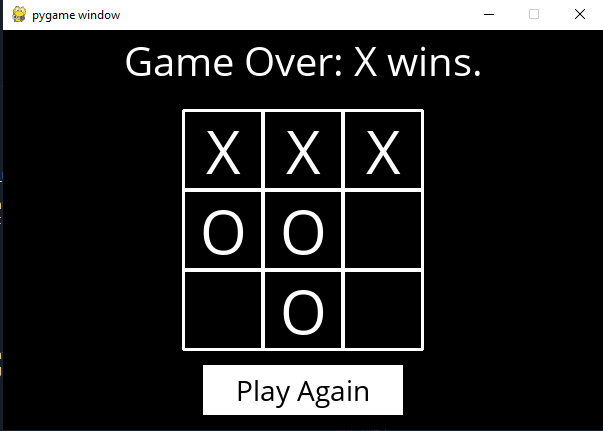 pygame window
Game Over: X wins.
X X X
O O
O
Play Again